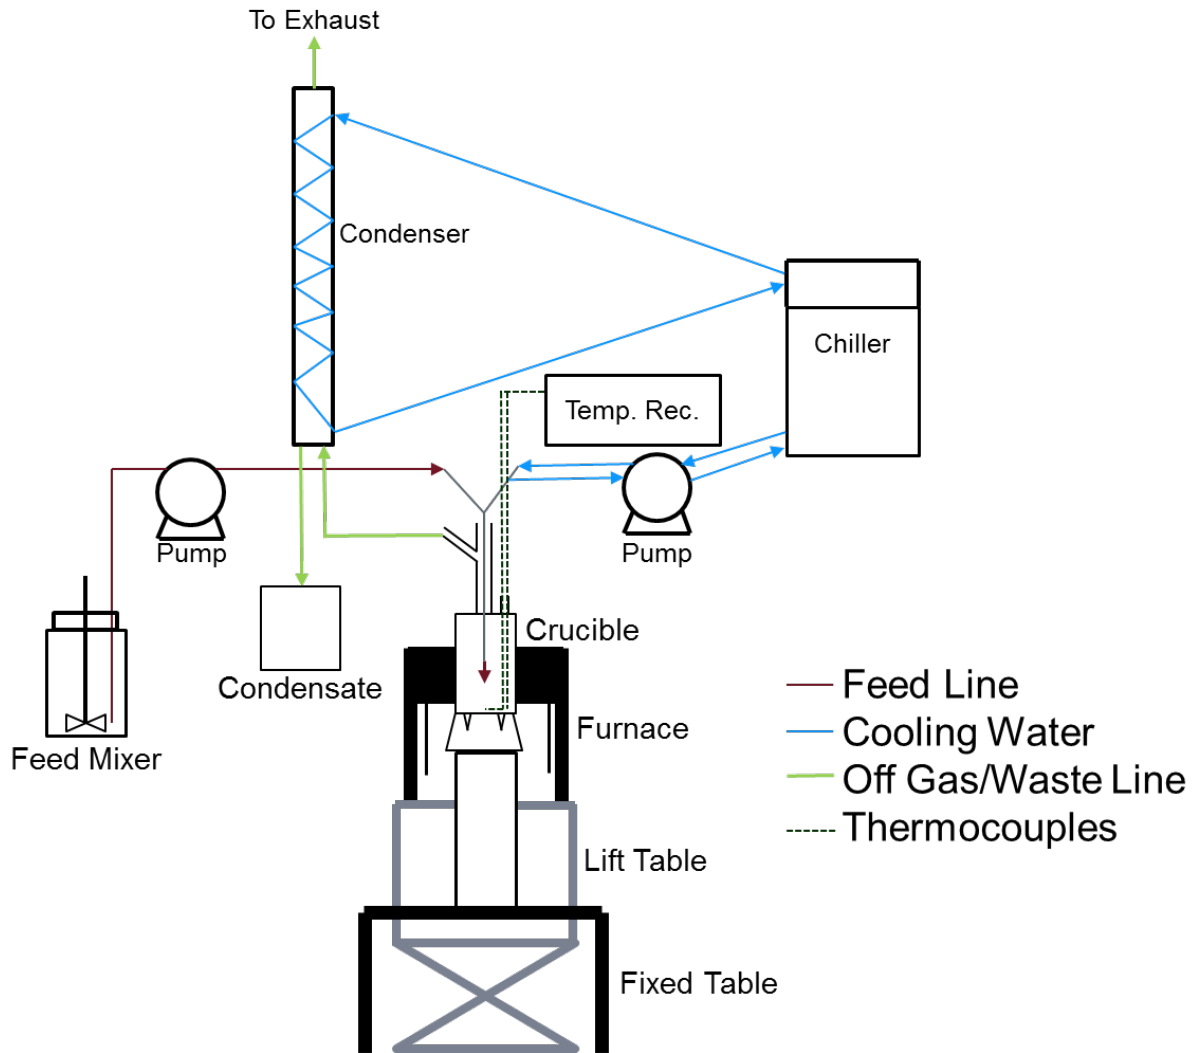 To Exhaust
Condenser
Chiller
Temp. Rec.
Pump
Pump
Crucible
Condensate
Feed Mixer
Furnace
Feed Line
Cooling Water
Off Gas/Waste Line
Thermocouples
Lift Table
Fixed Table